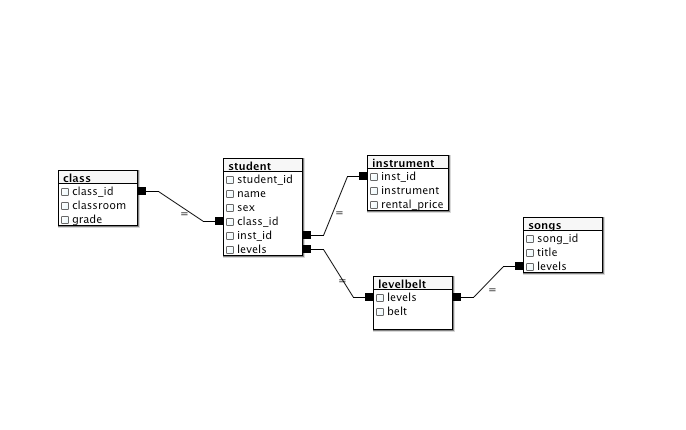 class
class_id
classroom
grade
=
student
student_id
name
sex
class_id
inst_id
levels
=
instrument
inst_id
instrument
rental_price
=
levelbelt
levels
belt
=
songs
song_id
title
levels